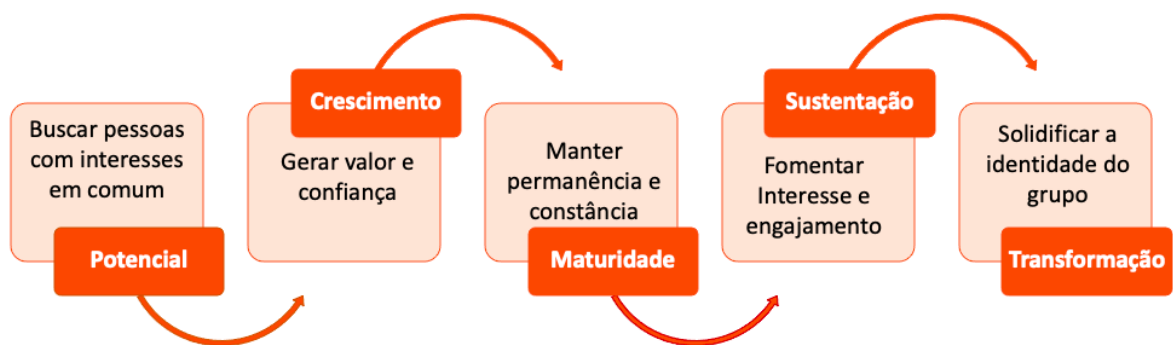 Buscar pessoas
com interesses
em comum
Potencial
Crescimento
Gerar valor e
confiança
Manter
permanência e
constância
Maturidade
Sustentação
Fomentar
Interesse e
engajamento
Solidificar a
identidade do
grupo
Transformação